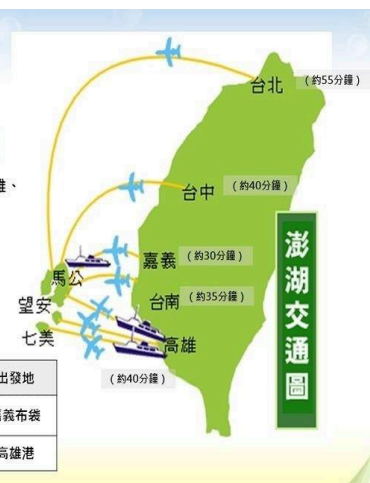 台北 (約55分鐘)
台中 (約40分鐘)
嘉義 (約30分鐘)
馬公
台南 (約35分鐘)
望安
七美
高雄
(約40分鐘)
澎湖交通圖
出發地
義布袋
高雄港